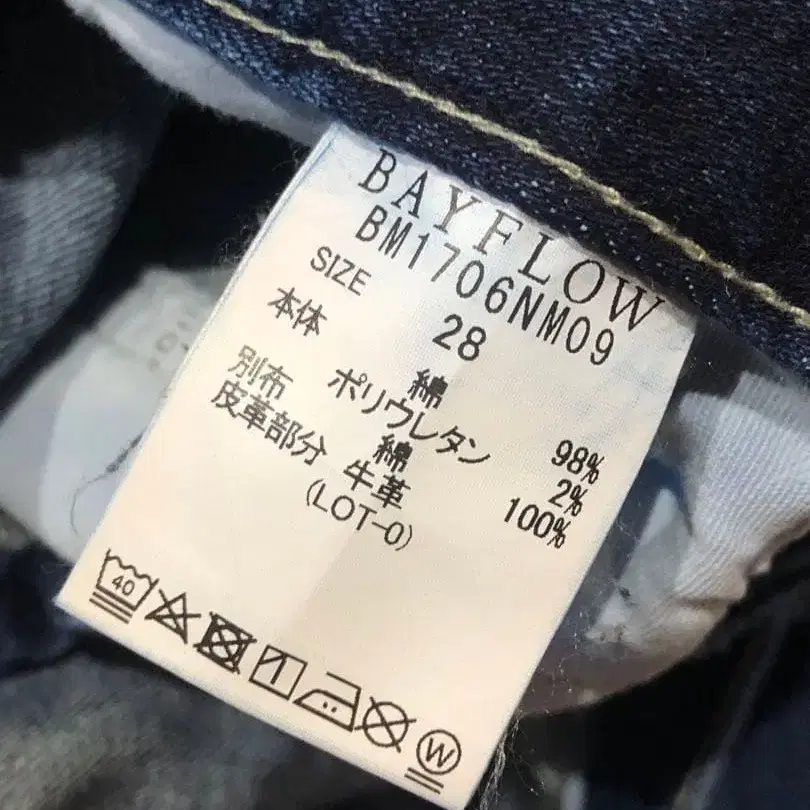 BAYFLOW
BM1706NM09
SIZE 28
本体 綿 98%
ポリウレタン 2%
別布 綿 100%
皮革部分 牛革
(LOT-0)
40
W